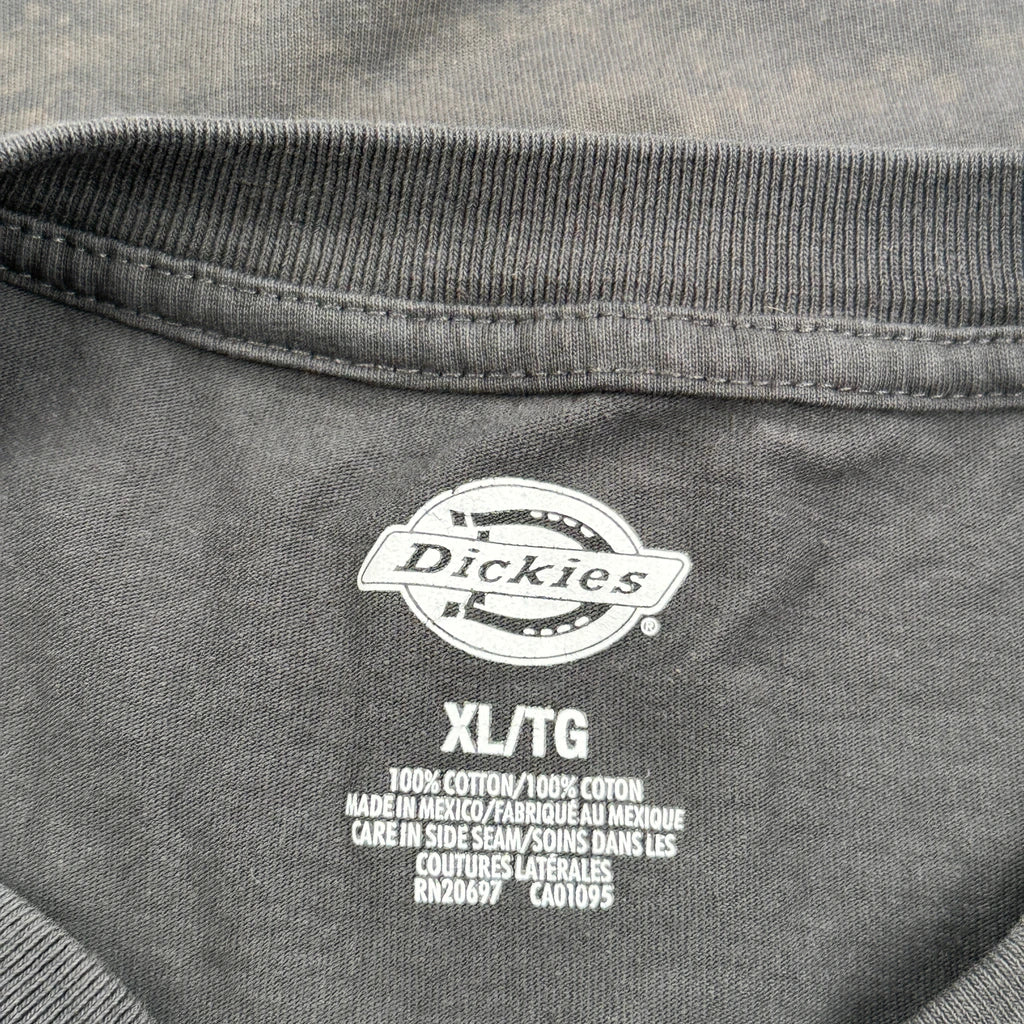 Dickies
®
XL/TG
100% COTTON/100% COTON
MADE IN MEXICO/FABRIQUÉ AU MEXIQUE
CARE IN SIDE SEAM/SOINS DANS LES
COUTURES LATÉRALES
RN20697 CA01095